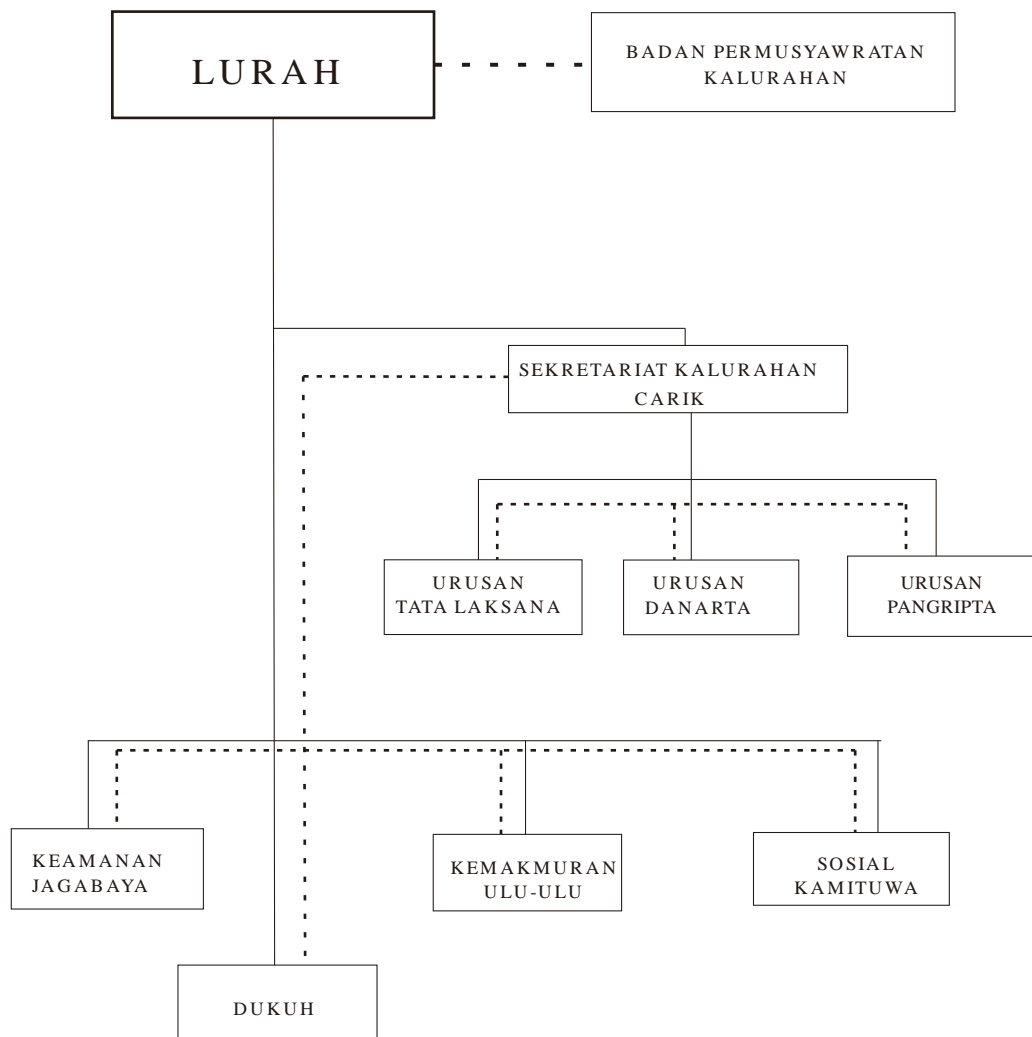 LURAH
BADAN PERMUSYAWRATAN
KALURAHAN
SEKRETARIAT KALURAHAN
CARIK
URUSAN
TATA LAKSANA
URUSAN
DANARTA
URUSAN
PANGRIPTA
KEAMANAN
JAGABAYA
KEMAKMURAN
ULU-ULU
SOSIAL
KAMITUWA
DUKUH